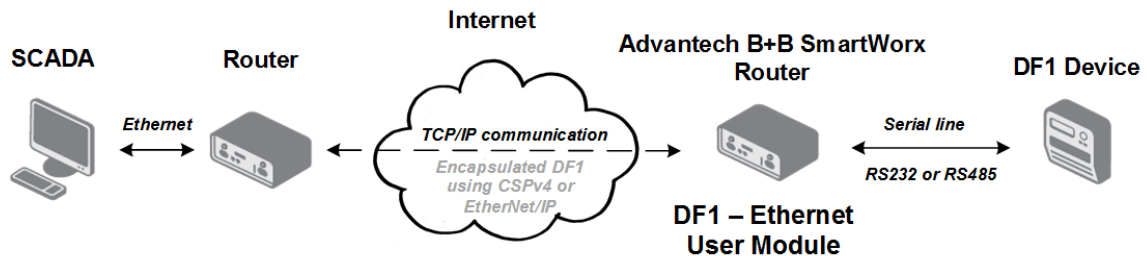 Internet
SCADA
Router
Advantech B+B SmartWorx
Router
DF1 Device
Ethernet
TCP/IP communication
Encapsulated DF1
using CSPv4 or
EtherNet/IP
Serial line
RS232 or RS485
DF1 – Ethernet
User Module